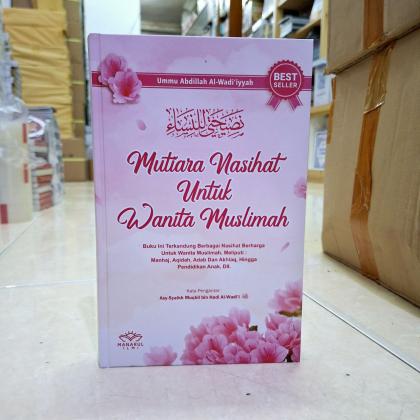 Ummu Abdillah Al-Wadi'iyyah
BEST
SELLER
نصيحتي للنساء
Mutiara Nasihat
Untuk
Wanita Muslimah
Buku Ini Terkandung Berbagai Nasihat Berharga
Untuk Wanita Muslimah, Meliputi :
Manhaj, Aqidah, Adab Dan Akhlaq, Hingga
Pendidikan Anak, Dll.
Kata Pengantar :
Asy-Syaikh Muqbil bin Hadi Al-Wadi'i
MANARUL
ILMI